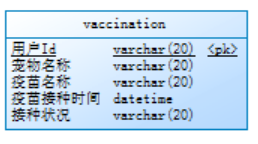 vaccination
用户Id varchar(20) <pk>
宠物名称 varchar(20)
疫苗名称 varchar(20)
疫苗接种时间 datetime
接种状况 varchar(20)